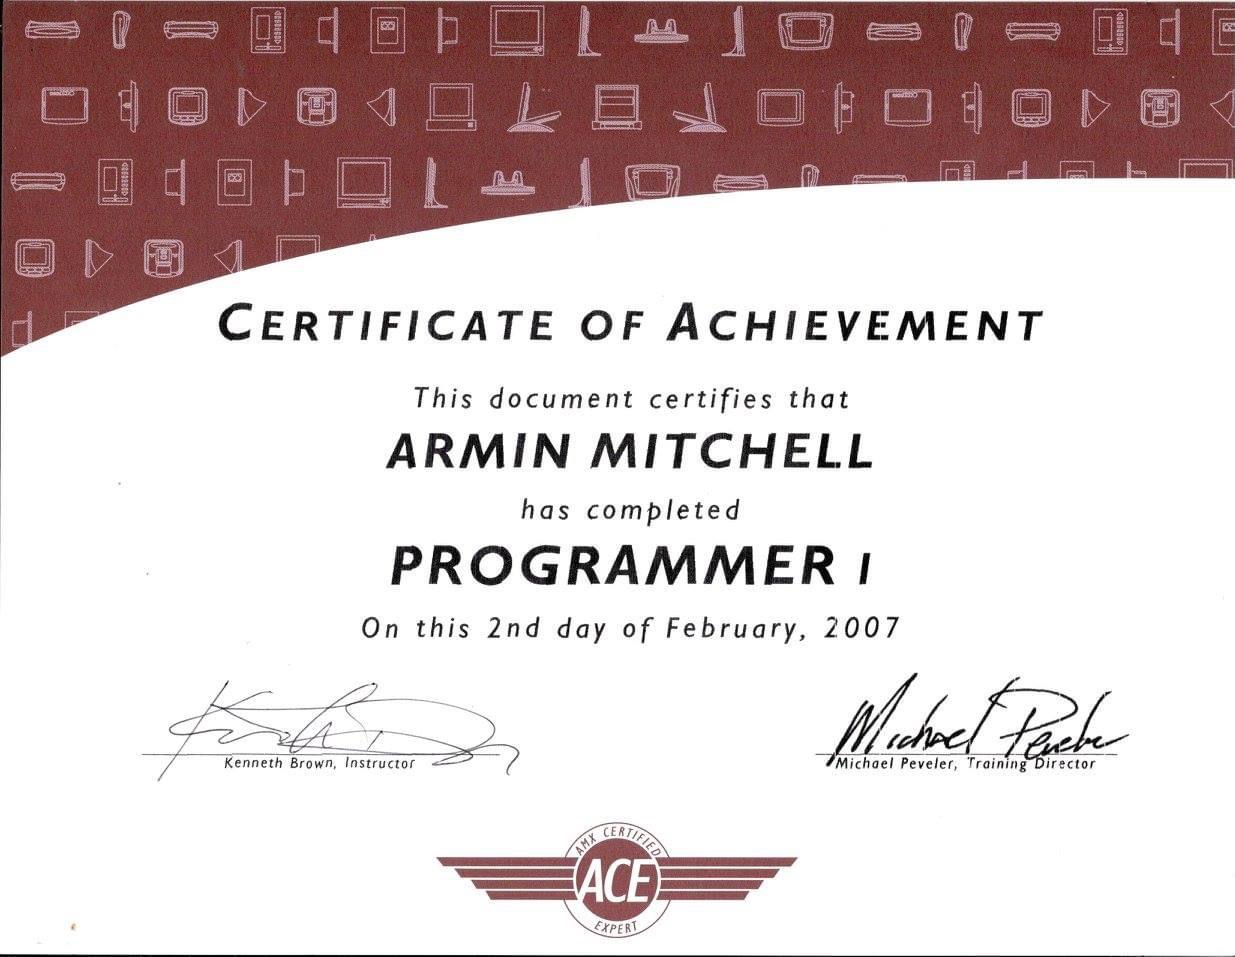 CERTIFICATE OF ACHIEVEMENT
This document certifies that
ARMIN MITCHELL
has completed
PROGRAMMER I
On this 2nd day of February, 2007
Kenneth Brown, Instructor
Michael Peveler
Michael Peveler, Training Director
AMX CERTIFIED
ACE
EXPERT